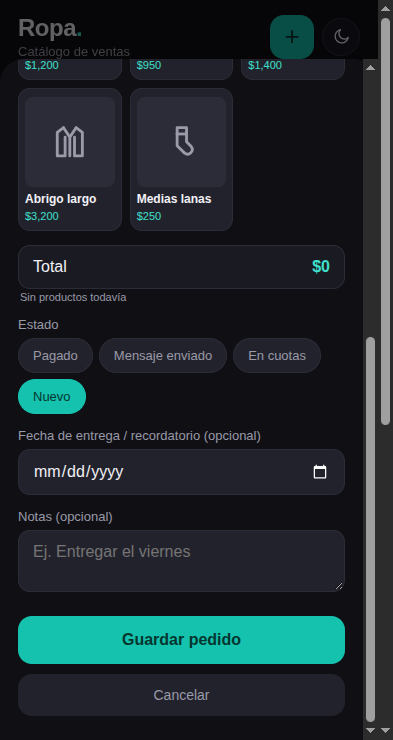 Ropa.
Catálogo de ventas
+
$1,200
$950
$1,400
Abrigo largo
$3,200
Medias lanas
$250
Total
$0
Sin productos todavía
Estado
Pagado
Mensaje enviado
En cuotas
Nuevo
Fecha de entrega / recordatorio (opcional)
mm/dd/yyyy
Notas (opcional)
Ej. Entregar el viernes
Guardar pedido
Cancelar